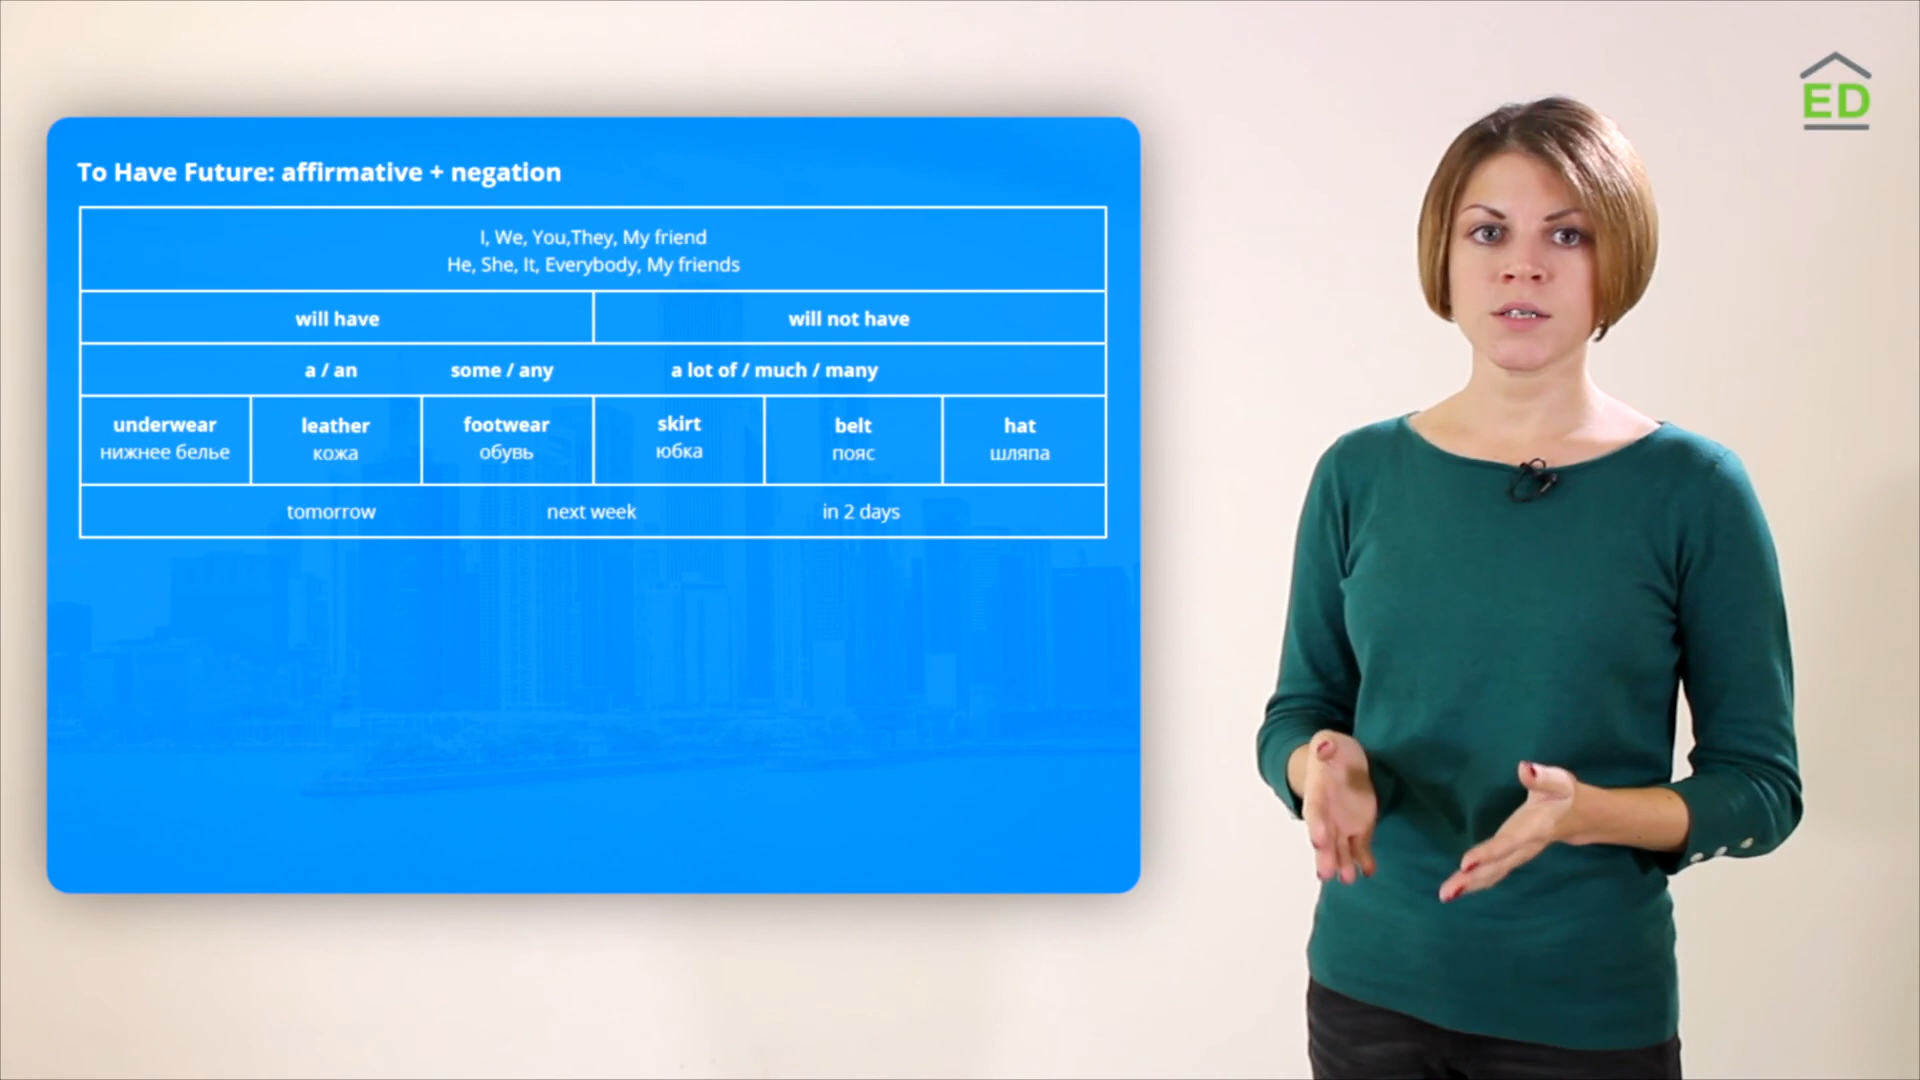 ED
To Have Future: affirmative + negation
I, We, You,They, My friend
He, She, It, Everybody, My friends
will have will not have
a / an some / any a lot of / much / many
underwear leather footwear skirt belt hat
нижнее белье кожа обувь юбка пояс шляпа
tomorrow next week in 2 days